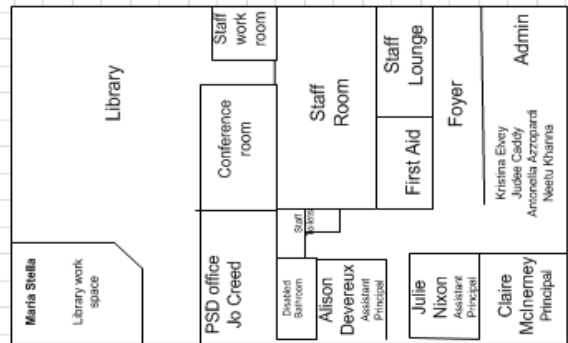 Library
Maria Stella
Library work
space
Staff
work
room
Conference
room
PSD office
Jo Creed
Staff
Room
Staff
Disabled
Bathroom
Alison
Devereux
Assistant
Principal
Staff
Lounge
First Aid
Foyer
Julie
Nixon
Assistant
Principal
Admin
Kristina Elvey
Judee Caddy
Antonella Azzopardi
Neetu Khanna
Claire
McInerney
Principal